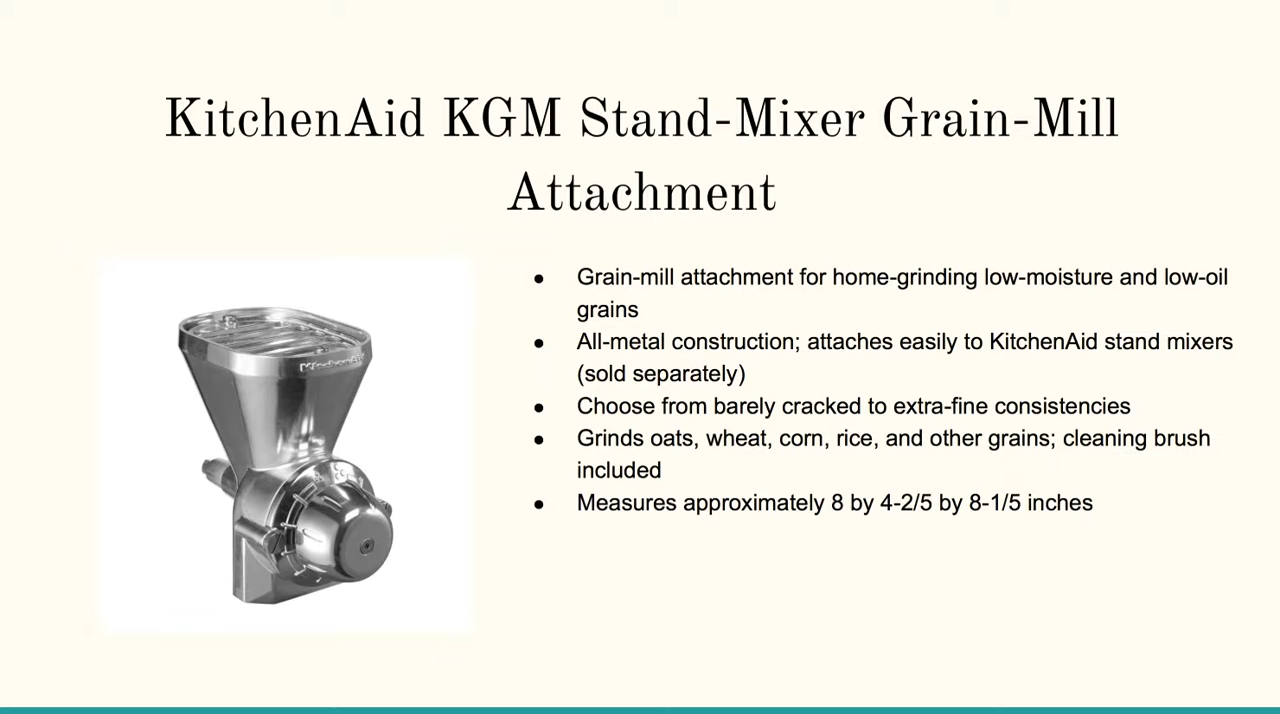 KitchenAid KGM Stand-Mixer Grain-Mill
Attachment
● Grain-mill attachment for home-grinding low-moisture and low-oil
grains
● All-metal construction; attaches easily to KitchenAid stand mixers
(sold separately)
● Choose from barely cracked to extra-fine consistencies
● Grinds oats, wheat, corn, rice, and other grains; cleaning brush
included
● Measures approximately 8 by 4-2/5 by 8-1/5 inches
KitchenAid